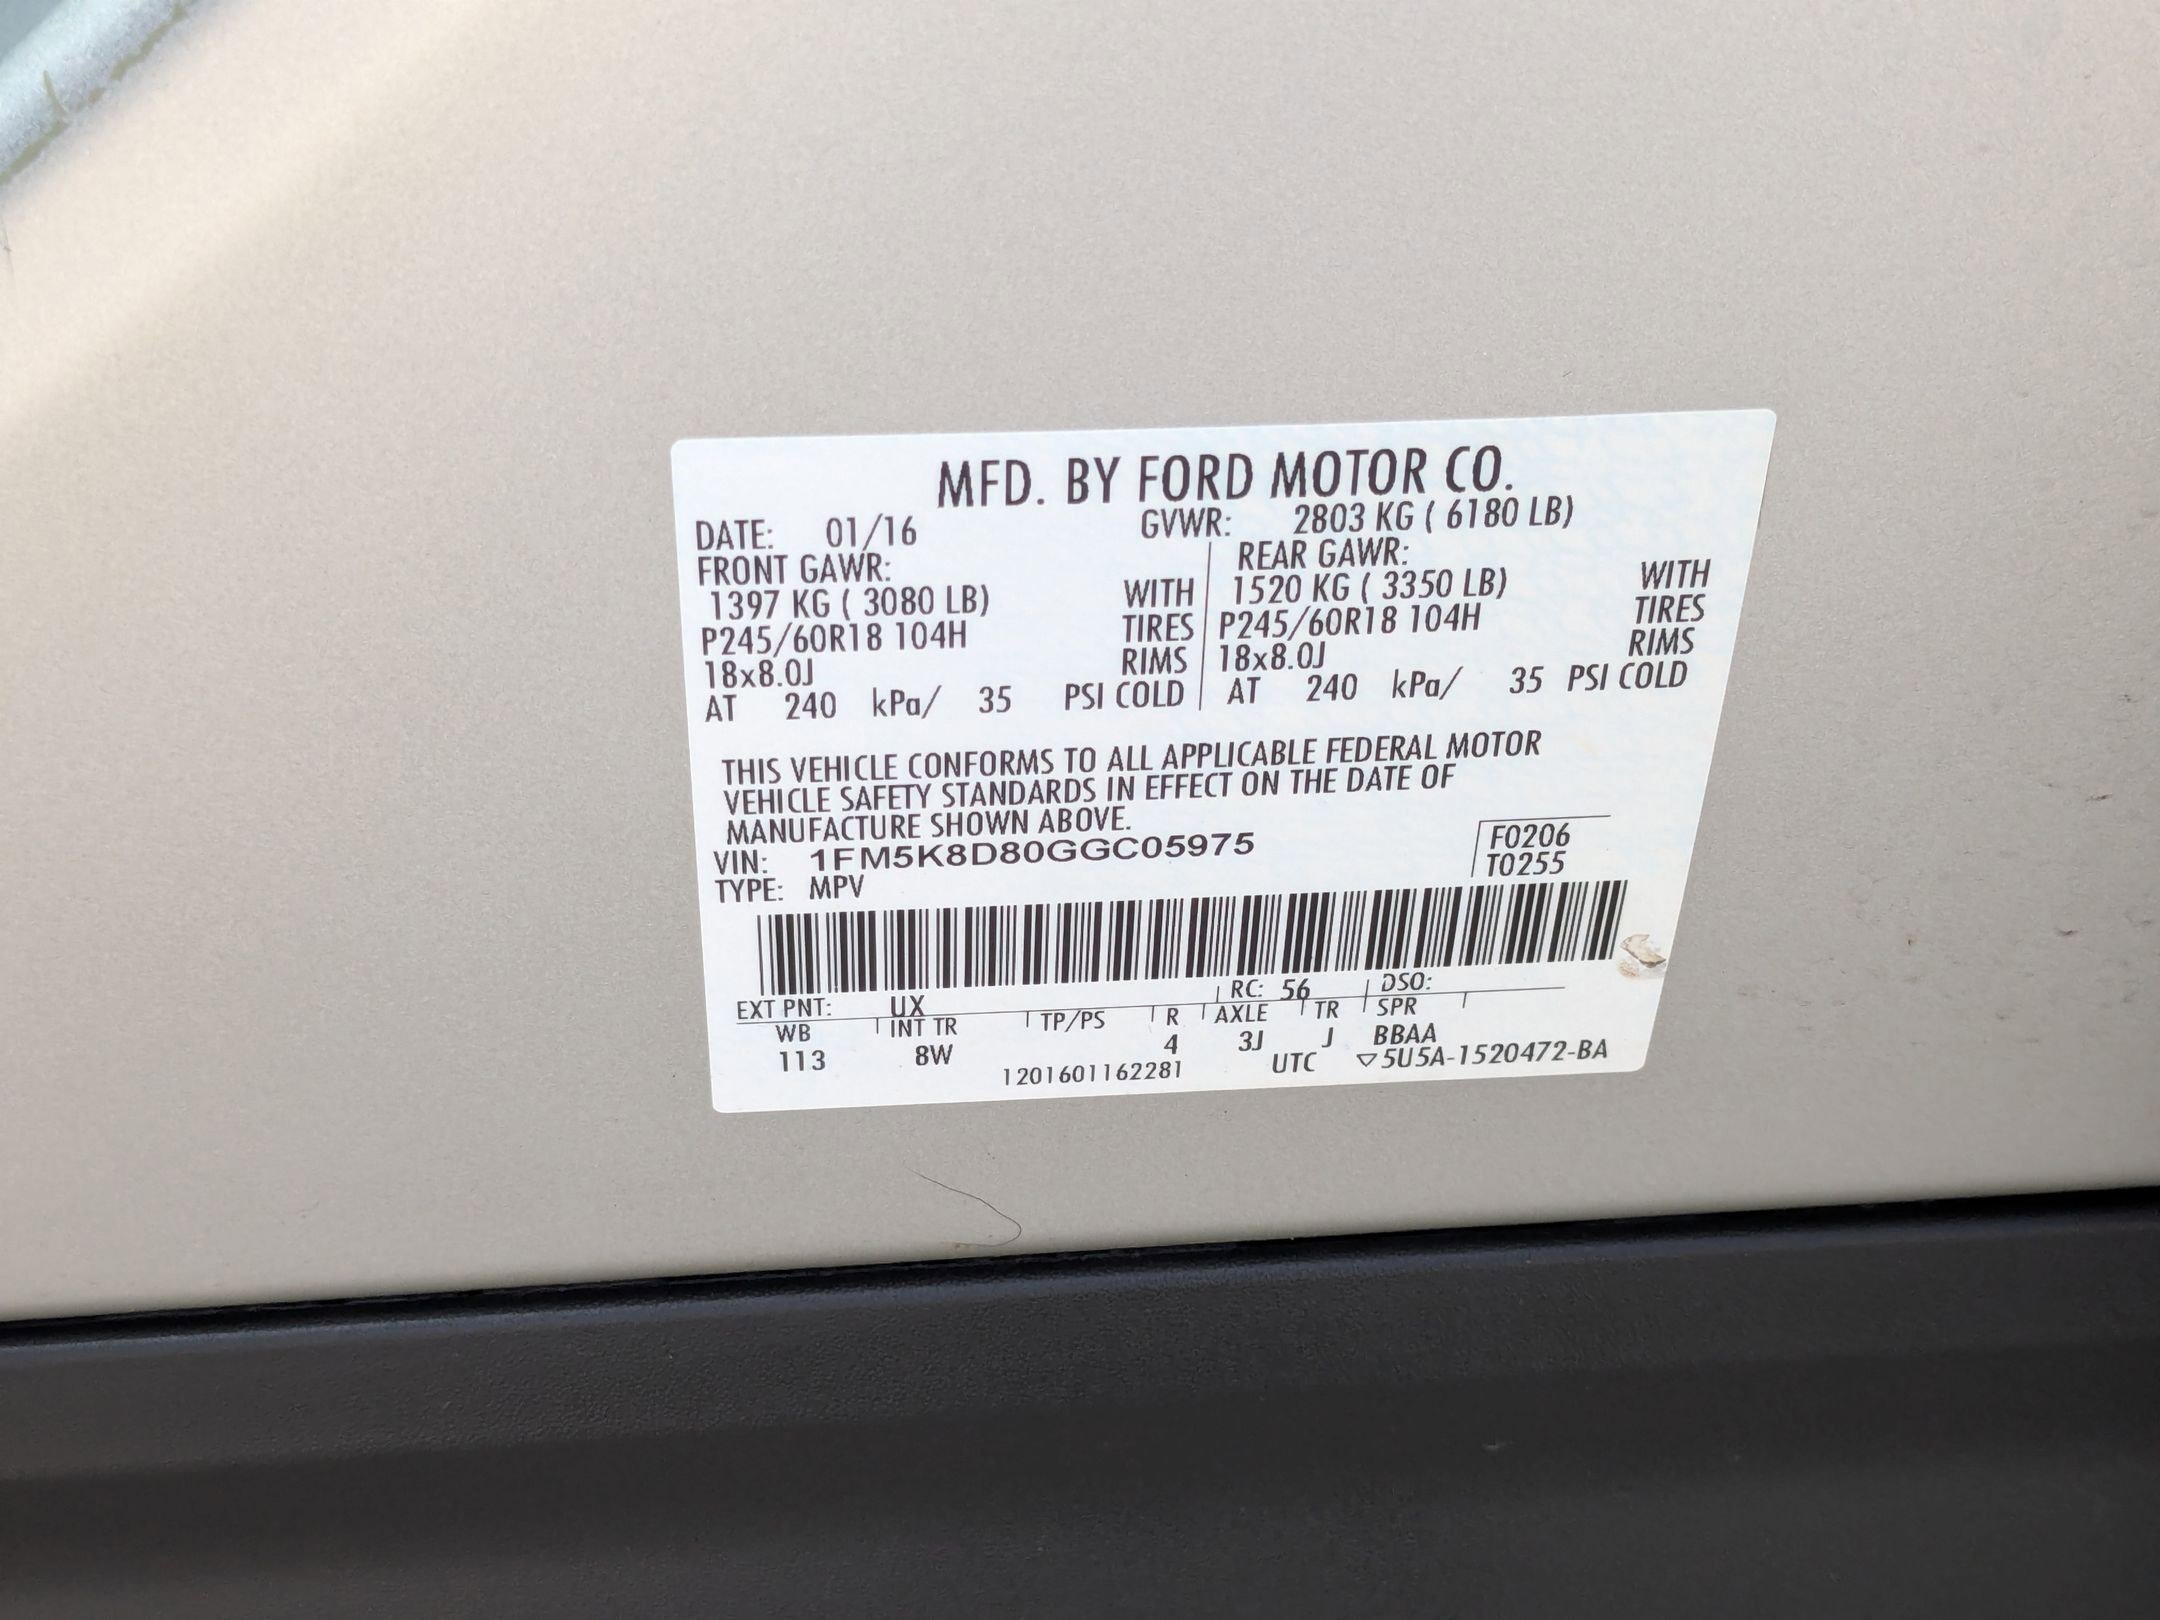 MFD. BY FORD MOTOR CO.
DATE: 01/16 GVWR: 2803 KG ( 6180 LB)
FRONT GAWR: REAR GAWR:
1397 KG ( 3080 LB) WITH 1520 KG ( 3350 LB) WITH
P245/60R18 104H TIRES P245/60R18 104H TIRES
18x8.0J RIMS 18x8.0J RIMS
AT 240 kPa/ 35 PSI COLD AT 240 kPa/ 35 PSI COLD
THIS VEHICLE CONFORMS TO ALL APPLICABLE FEDERAL MOTOR
VEHICLE SAFETY STANDARDS IN EFFECT ON THE DATE OF
MANUFACTURE SHOWN ABOVE.
VIN: 1FM5K8D80GGC05975 F0206
TYPE: MPV T0255
EXT PNT: UX RC: 56 DSO:
WB INT TR TP/PS R AXLE TR SPR
113 8W 4 3J J BBAA
1201601162281 UTC ▽5U5A-1520472-BA